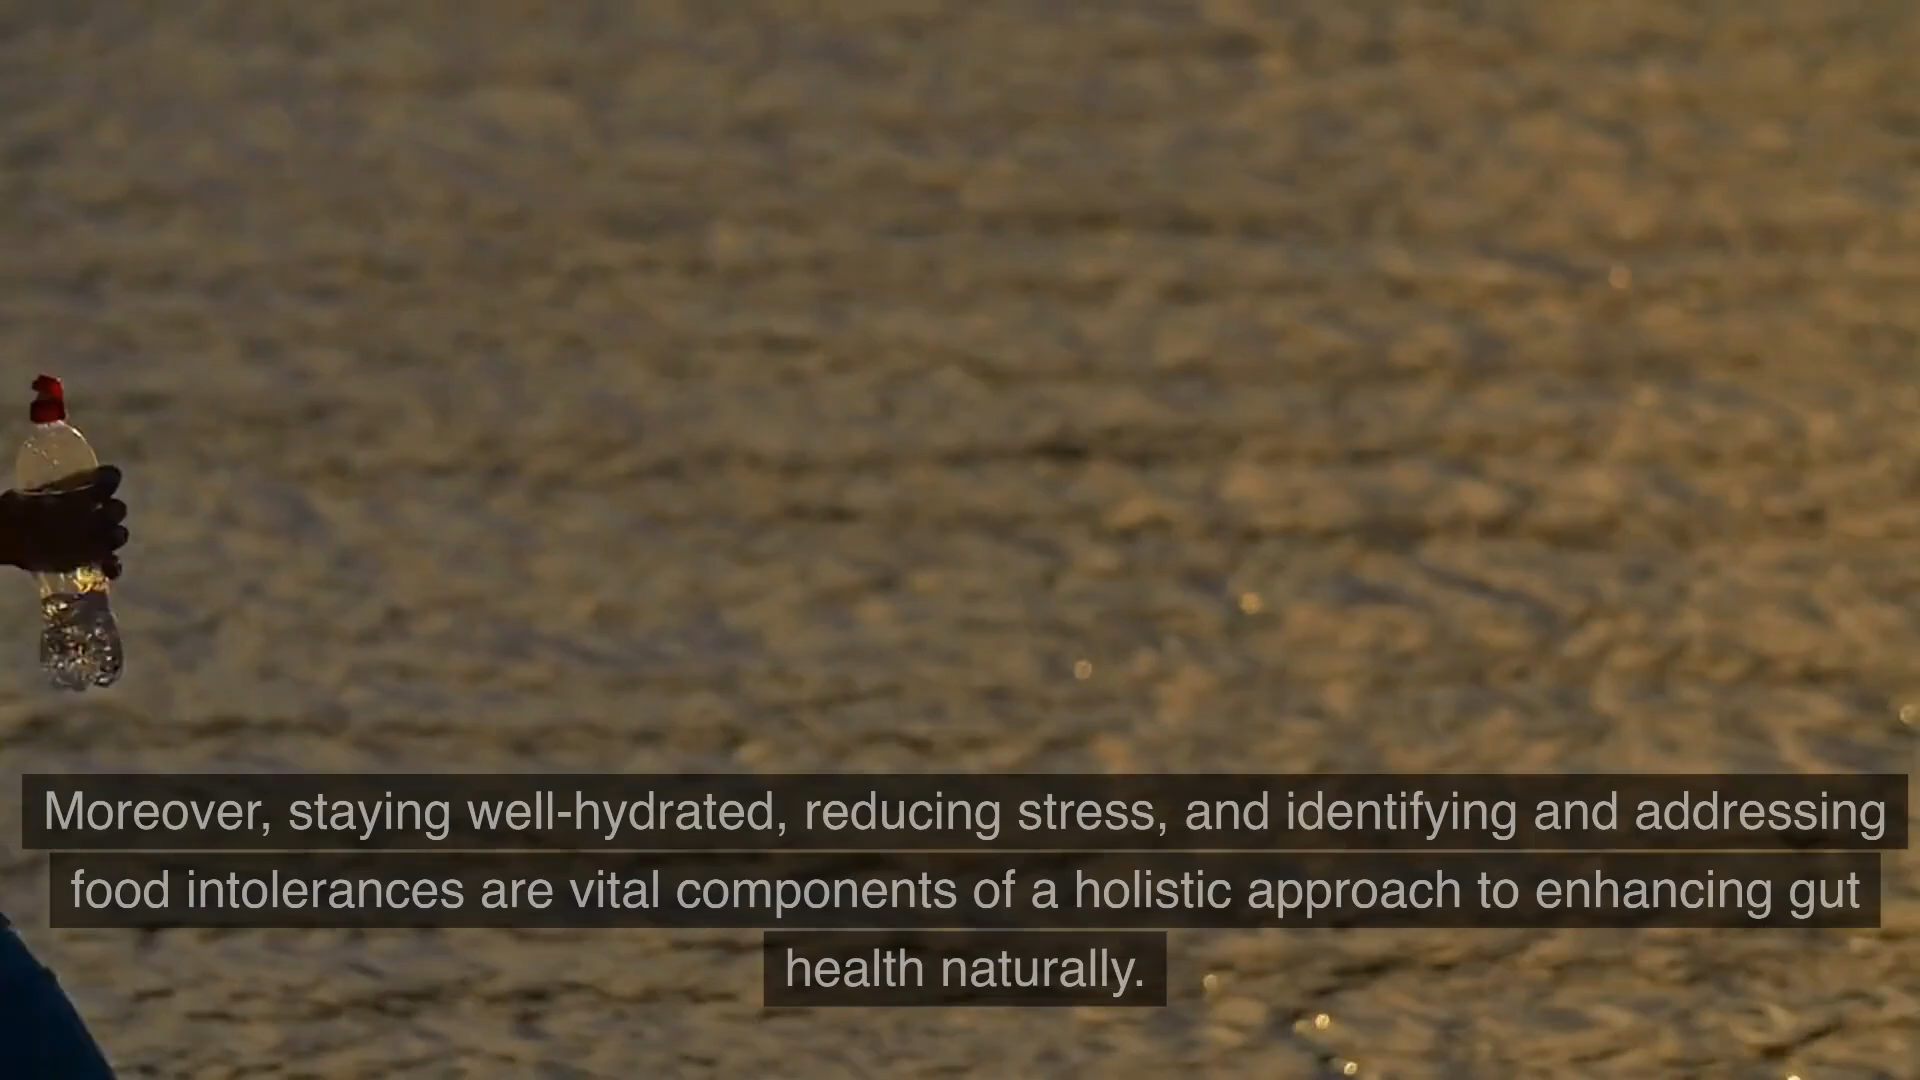 Moreover, staying well-hydrated, reducing stress, and identifying and addressing
food intolerances are vital components of a holistic approach to enhancing gut
health naturally.